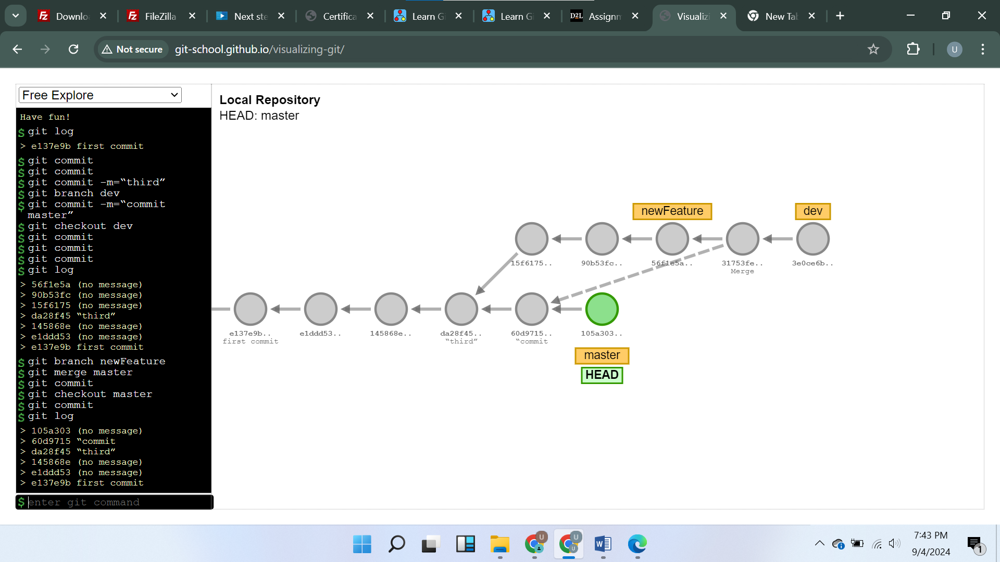 Downlo
FileZilla
Next ste
Certifica
Learn Gi
Learn Gi
D2L
Assignm
Visualizi
New Tab
Not secure
git-school.github.io/visualizing-git/
U
Free Explore
Have fun!
$ git log
> e137e9b first commit
$ git commit
$ git commit
$ git commit -m=“third”
$ git branch dev
$ git commit -m=“commit
master”
$ git checkout dev
$ git commit
$ git commit
$ git commit
$ git log
> 56f1e5a (no message)
> 90b53fc (no message)
> 15f6175 (no message)
> da28f45 “third”
> 145868e (no message)
> e1ddd53 (no message)
> e137e9b first commit
$ git branch newFeature
$ git merge master
$ git commit
$ git checkout master
$ git commit
$ git log
> 105a303 (no message)
> 60d9715 “commit
> da28f45 “third”
> 145868e (no message)
> e1ddd53 (no message)
> e137e9b first commit
$ enter git command
Local Repository
HEAD: master
newFeature
dev
15f6175..
90b53fc..
56f1e5a..
31753fe..
Merge
3e0ce6b..
e137e9b..
first commit
e1ddd53..
145868e..
da28f45..
“third”
60d9715..
“commit
105a303..
master
HEAD
U
U
U
W
7:43 PM
9/4/2024
1